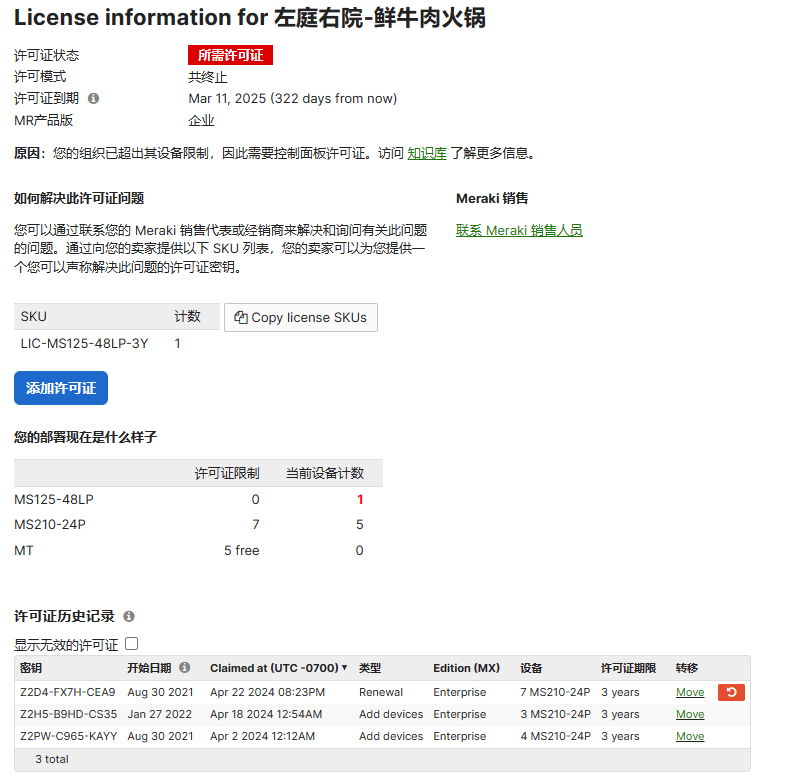 License information for 左庭右院-鲜牛肉火锅
许可证状态 所需许可证
许可模式 共终止
许可证到期 Mar 11, 2025 (322 days from now)
MR产品版 企业
原因：您的组织已超出其设备限制，因此需要控制面板许可证。访问 知识库 了解更多信息。
如何解决此许可证问题
您可以通过联系您的 Meraki 销售代表或经销商来解决和询问有关此问题
的问题。通过向您的卖家提供以下 SKU 列表，您的卖家可以为您提供一
个您可以声称解决此问题的许可证密钥。
Meraki 销售
联系 Meraki 销售人员
SKU 计数
Copy license SKUs
LIC-MS125-48LP-3Y 1
添加许可证
您的部署现在是什么样子
许可证限制 当前设备计数
MS125-48LP 0 1
MS210-24P 7 5
MT 5 free 0
许可证历史记录
显示无效的许可证
密钥 开始日期 Claimed at (UTC -0700) 类型 Edition (MX) 设备 许可证期限 转移
Z2D4-FX7H-CEA9 Aug 30 2021 Apr 22 2024 08:23PM Renewal Enterprise 7 MS210-24P 3 years Move
Z2H5-B9HD-CS35 Jan 27 2022 Apr 18 2024 12:54AM Add devices Enterprise 3 MS210-24P 3 years Move
Z2PW-C965-KAYY Aug 30 2021 Apr 2 2024 12:12AM Add devices Enterprise 4 MS210-24P 3 years Move
3 total